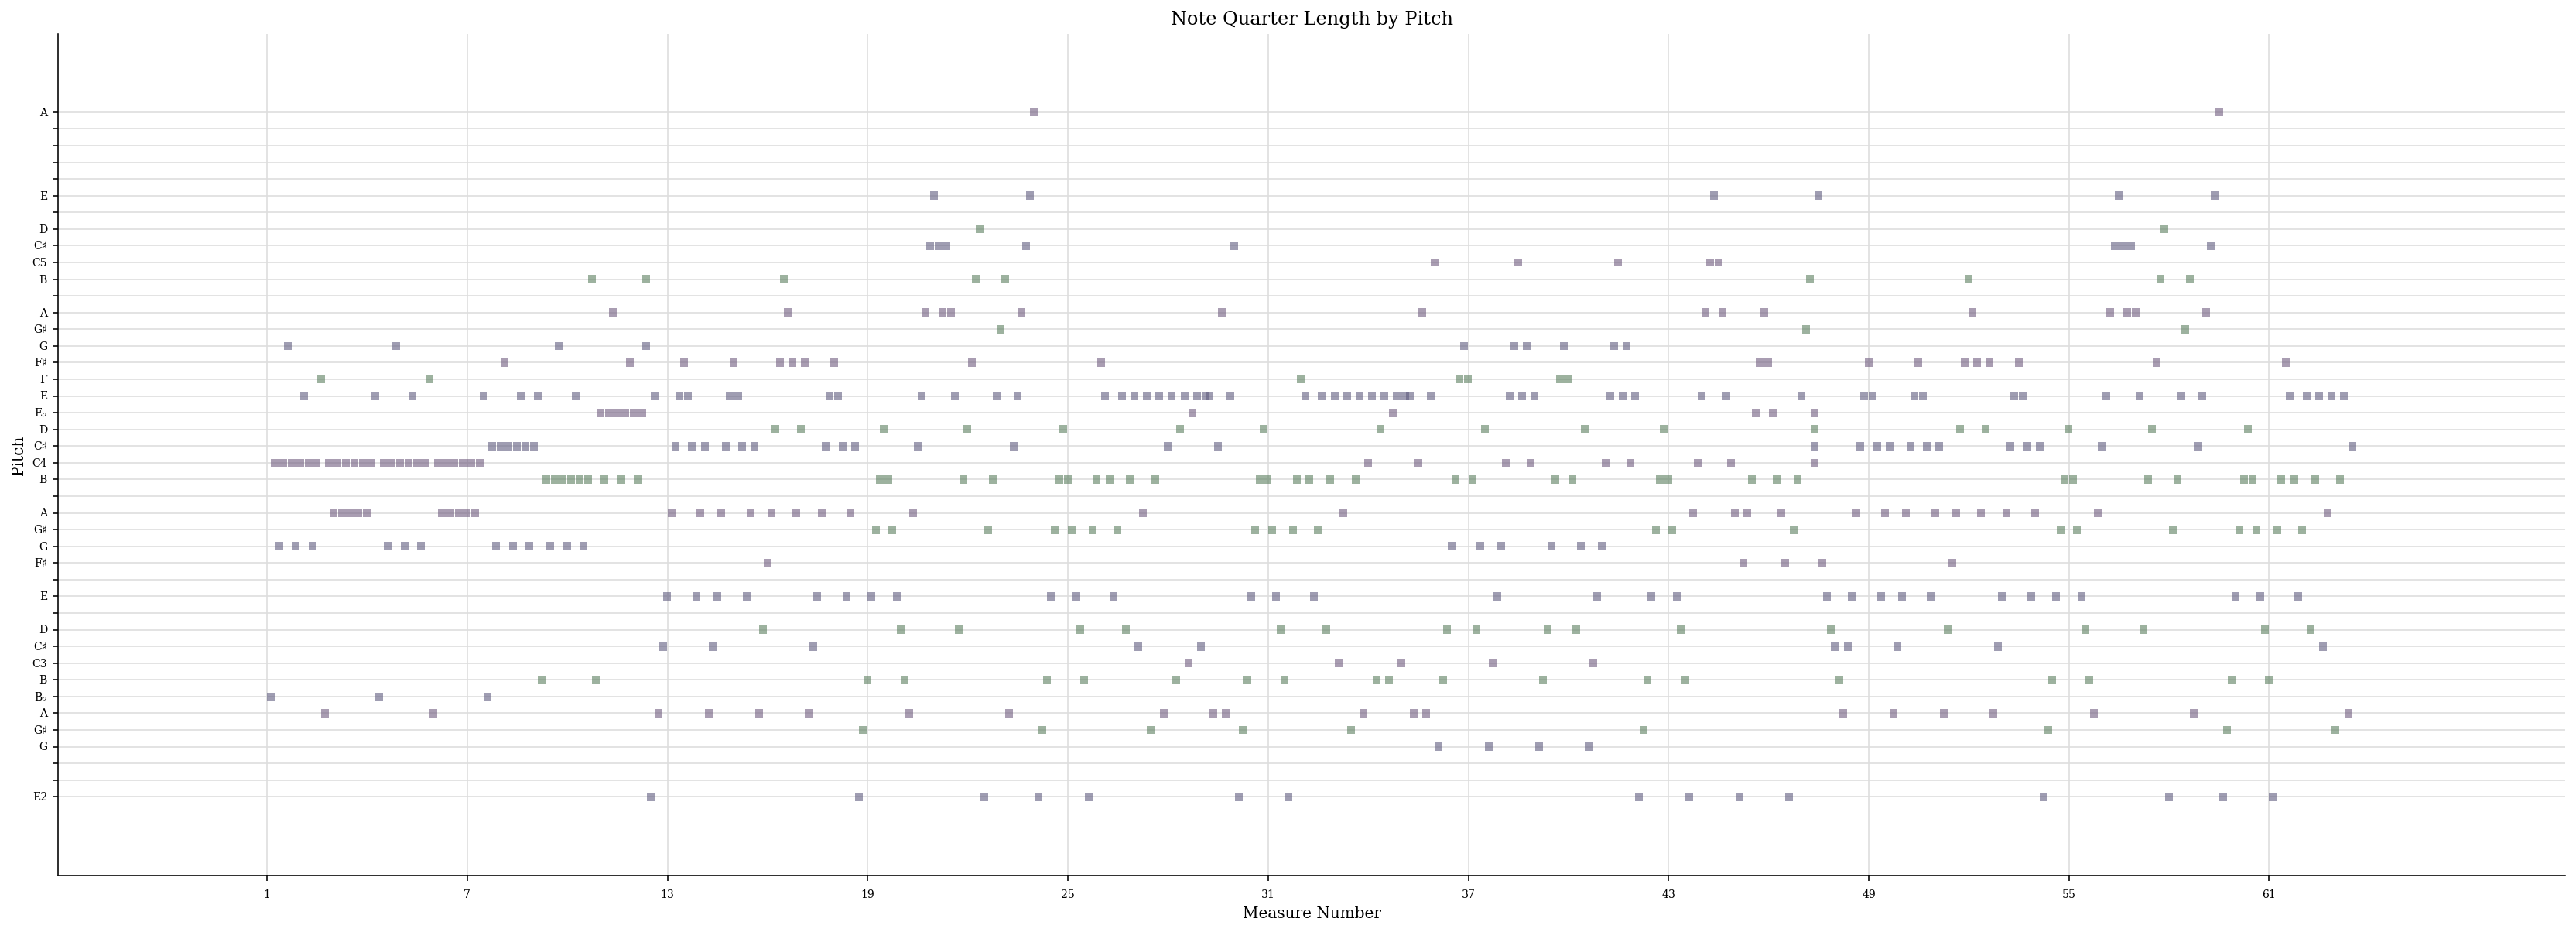 Note Quarter Length by Pitch
A
E
D
C♯
C5
B
A
G♯
G
F♯
F
E
E♭
D
C♯
C4
B
A
G♯
G
F♯
E
D
C♯
C3
B
B♭
A
G♯
G
E2
Pitch
1 7 13 19 25 31 37 43 49 55 61
Measure Number